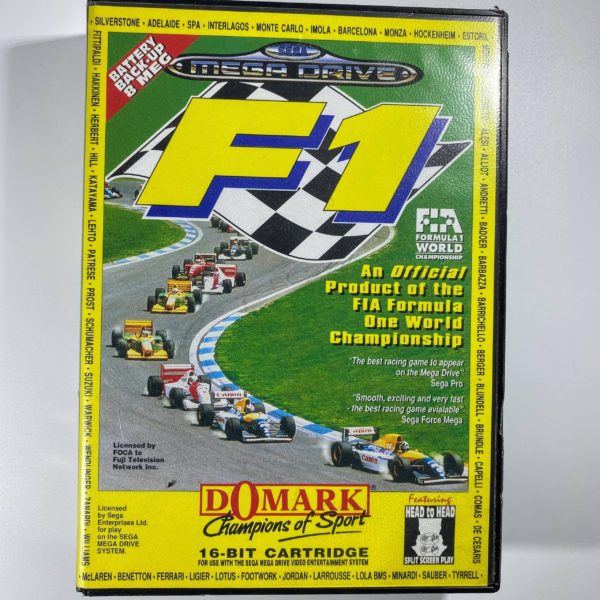 SILVERSTONE • ADELAIDE • SPA • INTERLAGOS • MONTE CARLO • IMOLA • BARCELONA • MONZA • HOCKENHEIM • ESTORIL
BATTERY
BACK-UP
8 MEG
SEGA
MEGA DRIVE
F1
FIA
FORMULA 1
WORLD
CHAMPIONSHIP
An Official
Product of the
FIA Formula
One World
Championship
"The best racing game to appear
on the Mega Drive"
Sega Pro
"Smooth, exciting and very fast -
the best racing game avialable"
Sega Force Mega
FITTIPALDI • HAKKINEN • HERBERT • HILL • KATAYAMA • LEHTO • PATRESE • PROST • SCHUMACHER • SUZUKI • WARWICK • WENDLINGER • ZANARDI • WILLIAMS
ALESI • ALLIOT • ANDRETTI • BADOER • BARBAZZA • BARRICHELLO • BERGER • BLUNDELL • BRUNDLE • CAPELLI • COMAS • DE CESARIS
Canon
Canon
Licensed by
FOCA to
Fuji Television
Network Inc.
Licensed
by Sega
Enterprises Ltd.
for play
on the SEGA
MEGA DRIVE
SYSTEM.
DOMARK®
Champions of Sport
16-BIT CARTRIDGE
FOR USE WITH THE SEGA MEGA DRIVE VIDEO ENTERTAINMENT SYSTEM
Featuring
HEAD to HEAD
SPLIT SCREEN PLAY
McLAREN • BENETTON • FERRARI • LIGIER • LOTUS • FOOTWORK • JORDAN • LARROUSSE • LOLA BMS • MINARDI • SAUBER • TYRRELL •